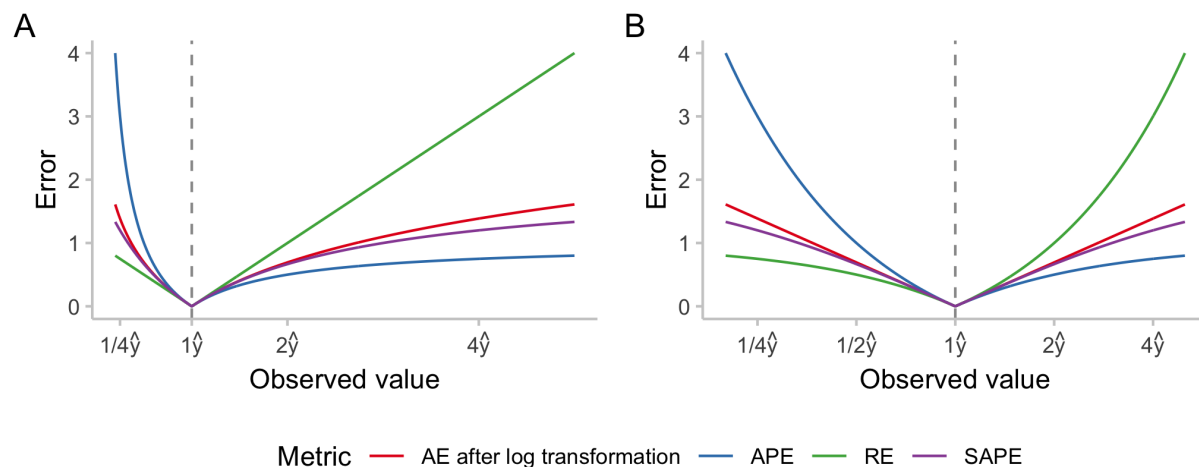 A
B
4
3
2
1
0
Error
1/4ŷ 1ŷ 2ŷ 4ŷ
Observed value
4
3
2
1
0
Error
1/4ŷ 1/2ŷ 1ŷ 2ŷ 4ŷ
Observed value
Metric AE after log transformation APE RE SAPE